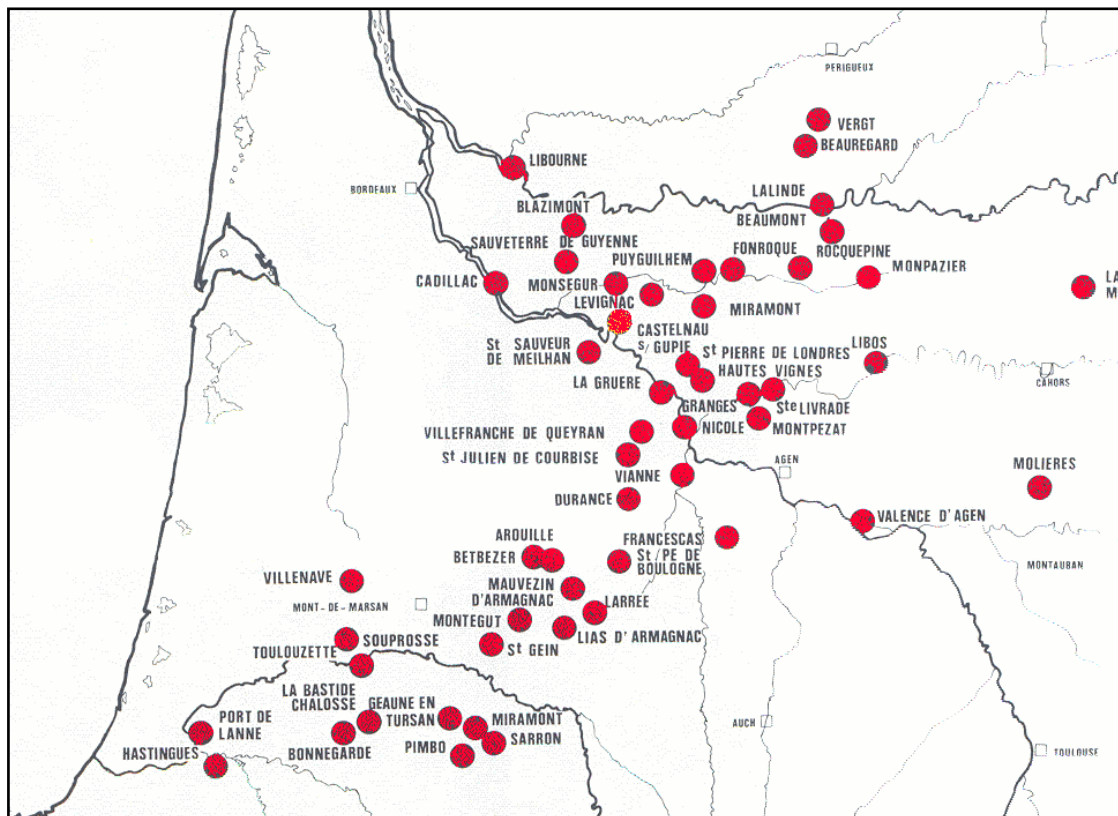 PERIGUEUX
VERGT
BEAUREGARD
LIBOURNE
BORDEAUX
LALINDE
BLAZIMONT
BEAUMONT
SAUVETERRE DE GUYENNE
FONROQUE
ROCQUEPINE
PUYGUILHEM
MONPAZIER
CADILLAC
MONSEGUR
LA
M
LEVIGNAC
MIRAMONT
CASTELNAU
S/ GUPIE
St SAUVEUR
DE MEILHAN
LIBOS
St PIERRE DE LONDRES
HAUTES VIGNES
LA GRUERE
CAHORS
GRANGES
Ste LIVRADE
NICOLE
MONTPEZAT
VILLEFRANCHE DE QUEYRAN
St JULIEN DE COURBISE
AGEN
MOLIERES
VIANNE
DURANCE
VALENCE D'AGEN
AROUILLE
FRANCESCAS
BETBEZER
St/PE DE
BOULOGNE
MONTAUBAN
VILLENAVE
MAUVEZIN
D'ARMAGNAC
MONT-DE-MARSAN
LARREE
MONTEGUT
LIAS D'ARMAGNAC
SOUPROSSE
St GEIN
TOULOUZETTE
LA BASTIDE
CHALOSSE
GEAUNE EN
TURSAN
PORT DE
LANNE
MIRAMONT
AUCH
SARRON
HASTINGUES
BONNEGARDE
PIMBO
TOULOUSE